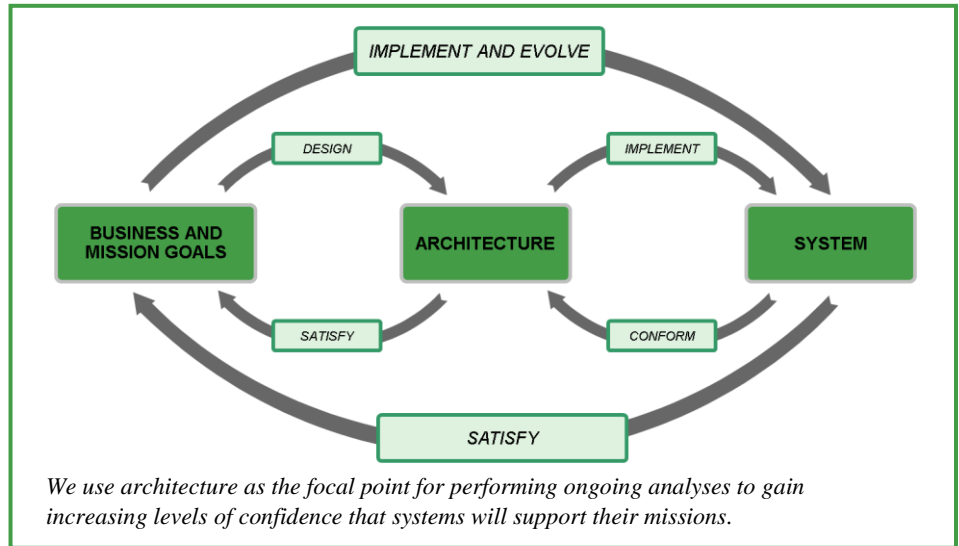 IMPLEMENT AND EVOLVE
DESIGN
IMPLEMENT
BUSINESS AND
MISSION GOALS
ARCHITECTURE
SYSTEM
SATISFY
CONFORM
SATISFY
We use architecture as the focal point for performing ongoing analyses to gain
increasing levels of confidence that systems will support their missions.